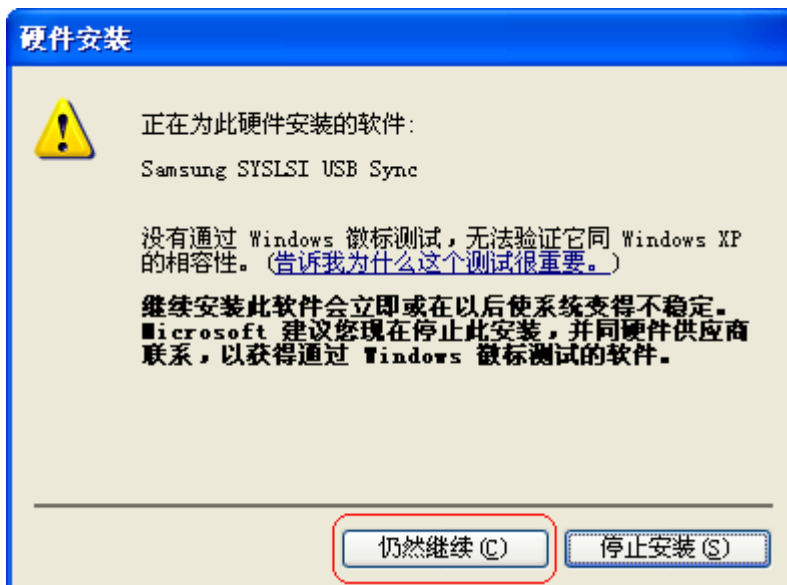 硬件安装
正在为此硬件安装的软件:
Samsung SYSLSI USB Sync
没有通过 Windows 徽标测试，无法验证它同 Windows XP
的相容性。(告诉我为什么这个测试很重要。)
继续安装此软件会立即或在以后使系统变得不稳定。
Microsoft 建议您现在停止此安装，并同硬件供应商
联系，以获得通过 Windows 徽标测试的软件。
仍然继续(C) 停止安装(S)